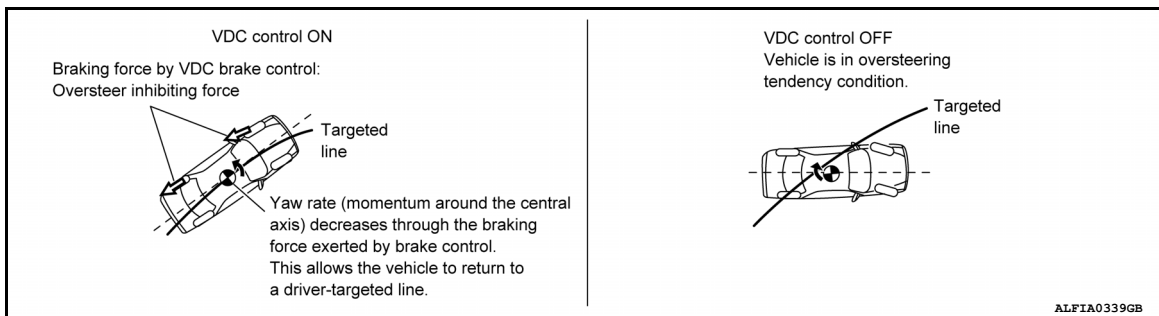 VDC control ON
Braking force by VDC brake control:
Oversteer inhibiting force
Targeted
line
Yaw rate (momentum around the central
axis) decreases through the braking
force exerted by brake control.
This allows the vehicle to return to
a driver-targeted line.
VDC control OFF
Vehicle is in oversteering
tendency condition.
Targeted
line
ALFIA0339GB